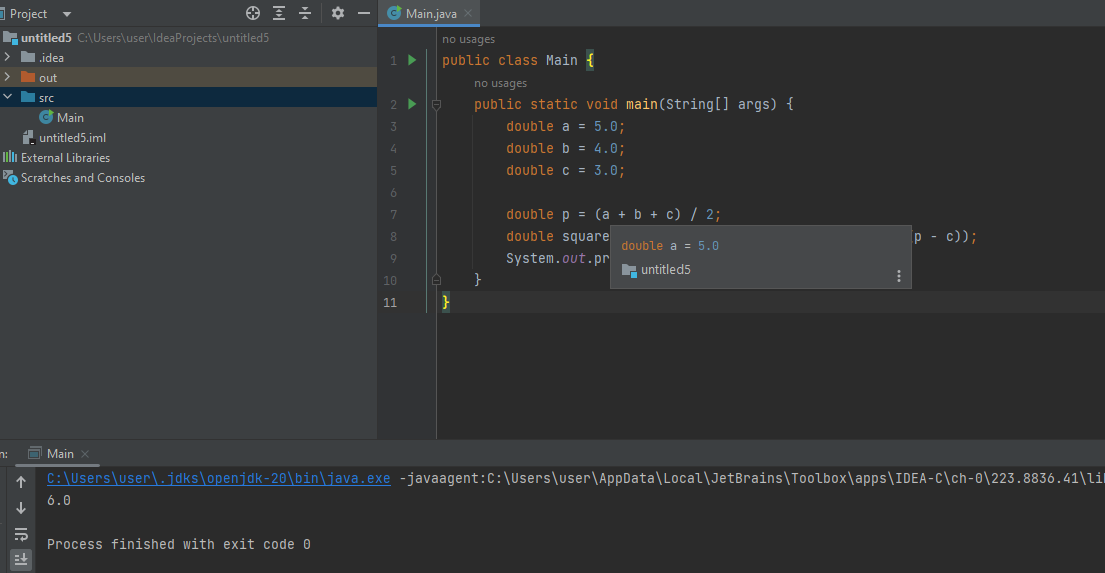 Project
untitled5 C:\Users\user\IdeaProjects\untitled5
.idea
out
src
Main
untitled5.iml
External Libraries
Scratches and Consoles
Main.java
no usages
1 public class Main {
no usages
2 public static void main(String[] args) {
3 double a = 5.0;
4 double b = 4.0;
5 double c = 3.0;
6
7 double p = (a + b + c) / 2;
8 double square (p - c));
9 System.out.pr
10 }
11 }
double a = 5.0
untitled5
n: Main
C:\Users\user\.jdks\openjdk-20\bin\java.exe -javaagent:C:\Users\user\AppData\Local\JetBrains\Toolbox\apps\IDEA-C\ch-0\223.8836.41\li
6.0
Process finished with exit code 0